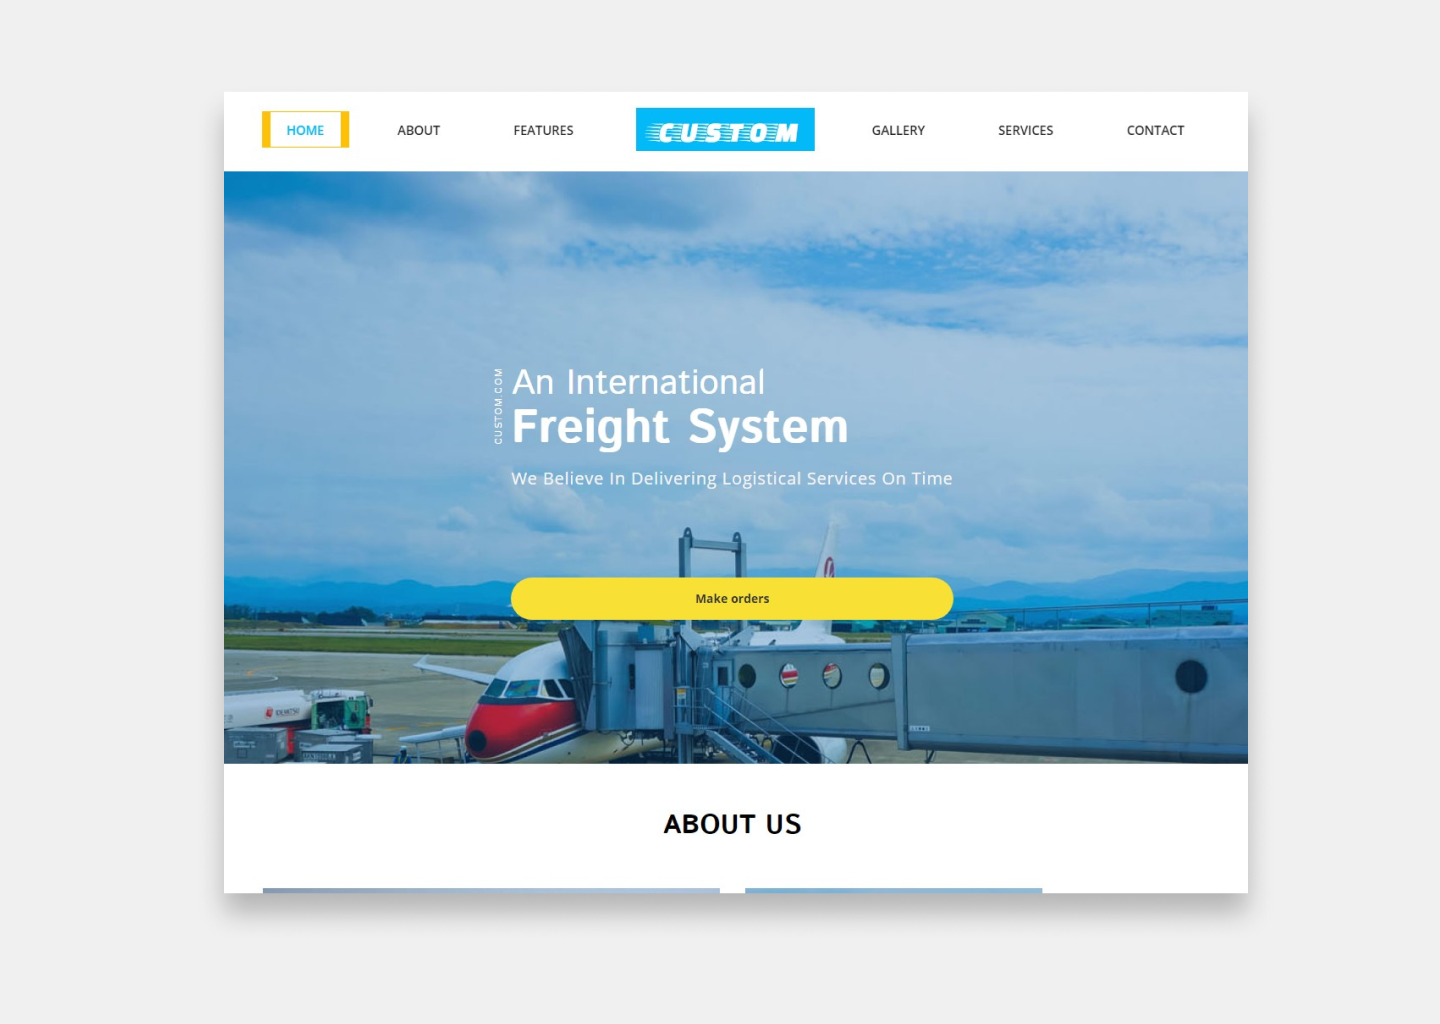 HOME
ABOUT
FEATURES
CUSTOM
GALLERY
SERVICES
CONTACT
CUSTOM.COM
An International
Freight System
We Believe In Delivering Logistical Services On Time
Make orders
IDEMITSU
ABOUT US